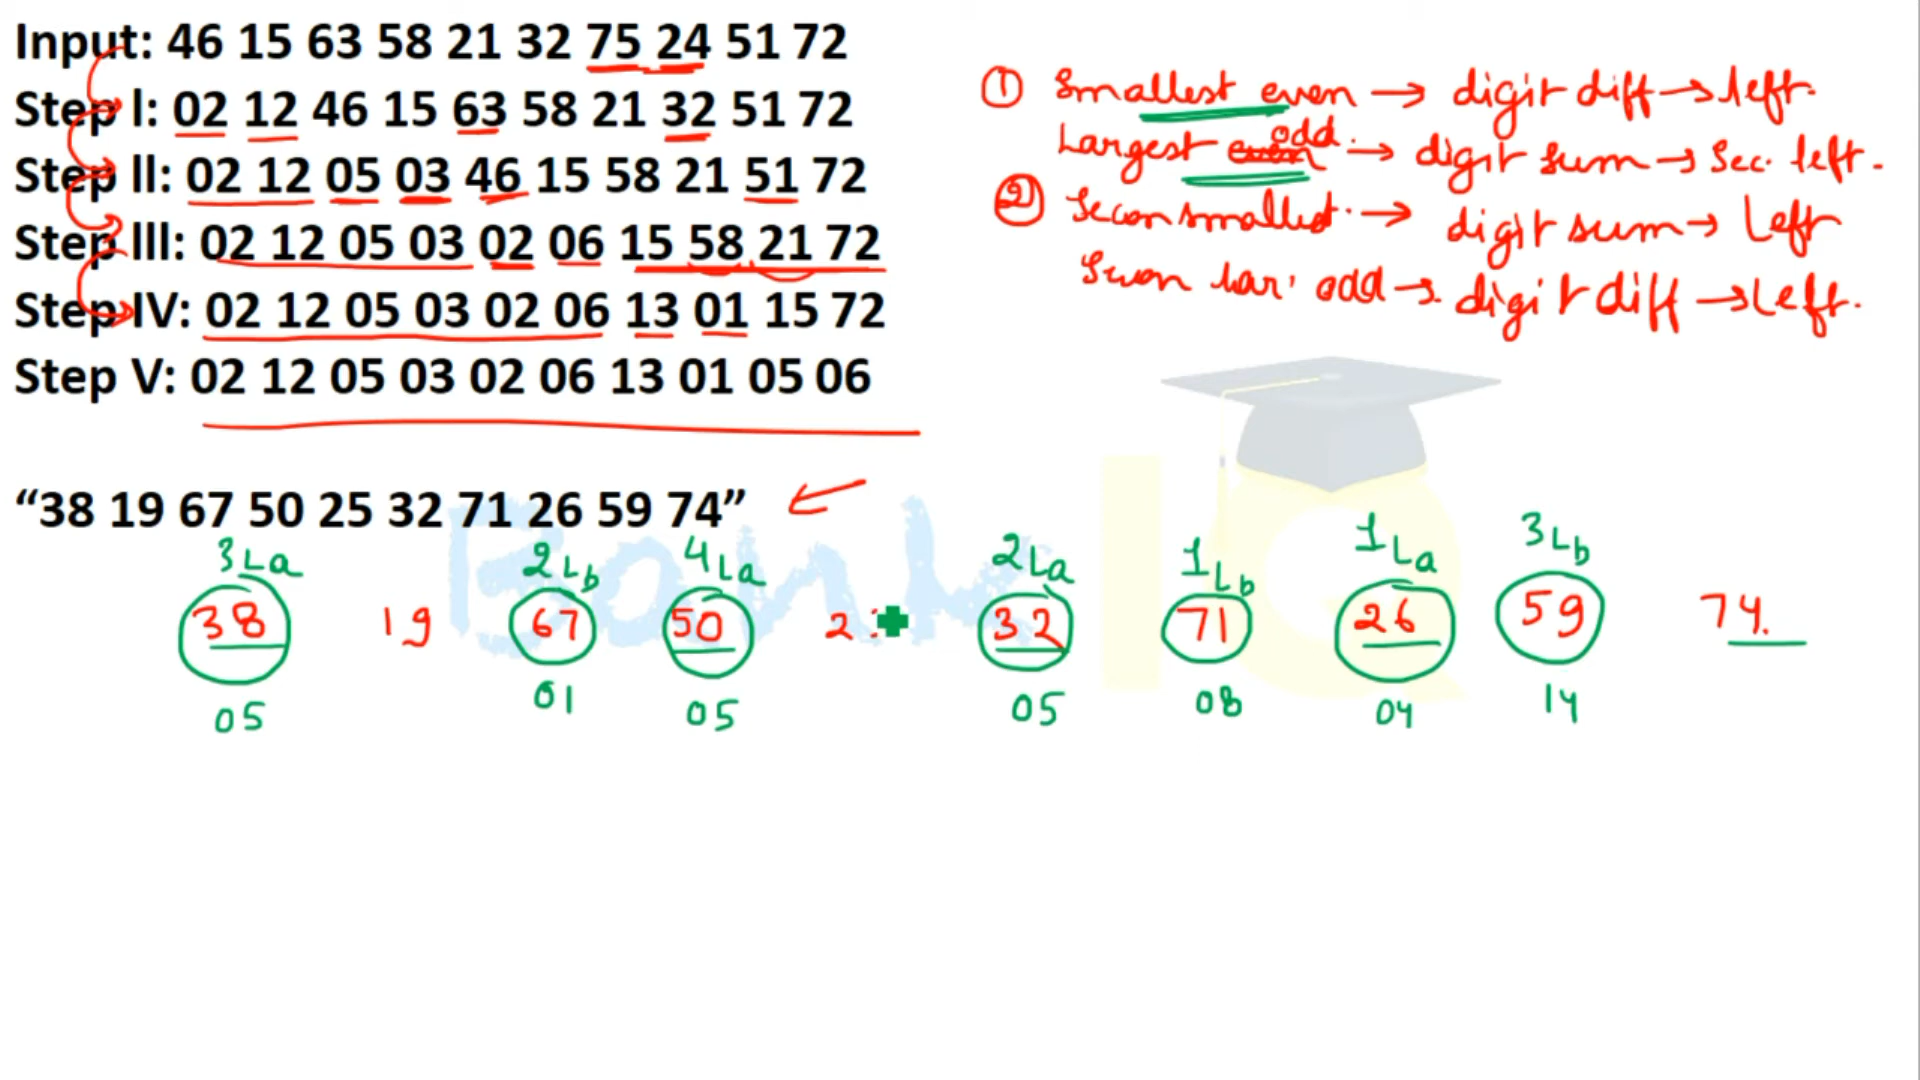 Input: 46 15 63 58 21 32 75 24 51 72
Step I: 02 12 46 15 63 58 21 32 51 72
Step II: 02 12 05 03 46 15 58 21 51 72
Step III: 02 12 05 03 02 06 15 58 21 72
Step IV: 02 12 05 03 02 06 13 01 15 72
Step V: 02 12 05 03 02 06 13 01 05 06
① Smallest even → digit diff → left.
Largest even odd. → digit sum → Sec. left.
② Secon smallest. → digit sum → Left
odd → digit diff → Left.
“38 19 67 50 25 32 71 26 59 74”
Bank IQ
3La 2Lb 4La 2La 1Lb 1La 3Lb
38 19 67 50 2 32 71 26 59 74.
05 01 05 05 08 04 14